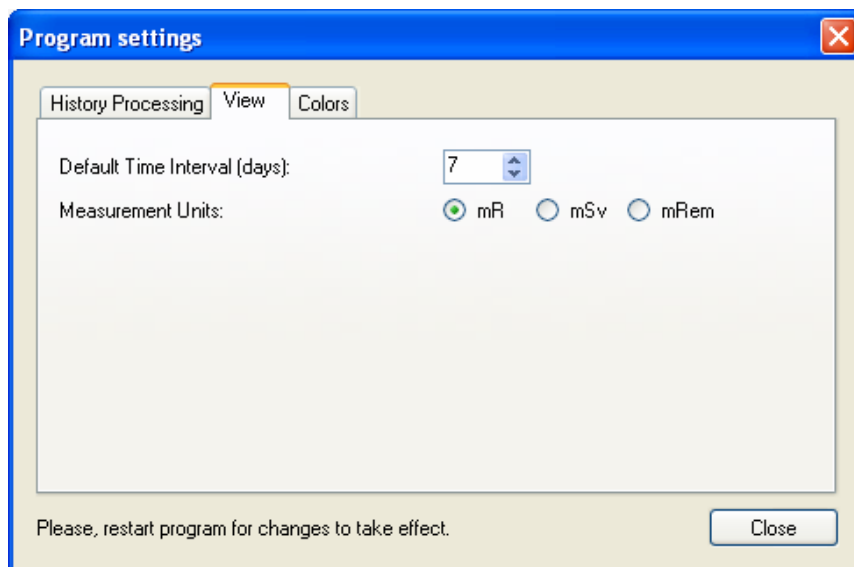 Program settings
History Processing View Colors
Default Time Interval (days): 7
Measurement Units: mR mSv mRem
Please, restart program for changes to take effect. Close